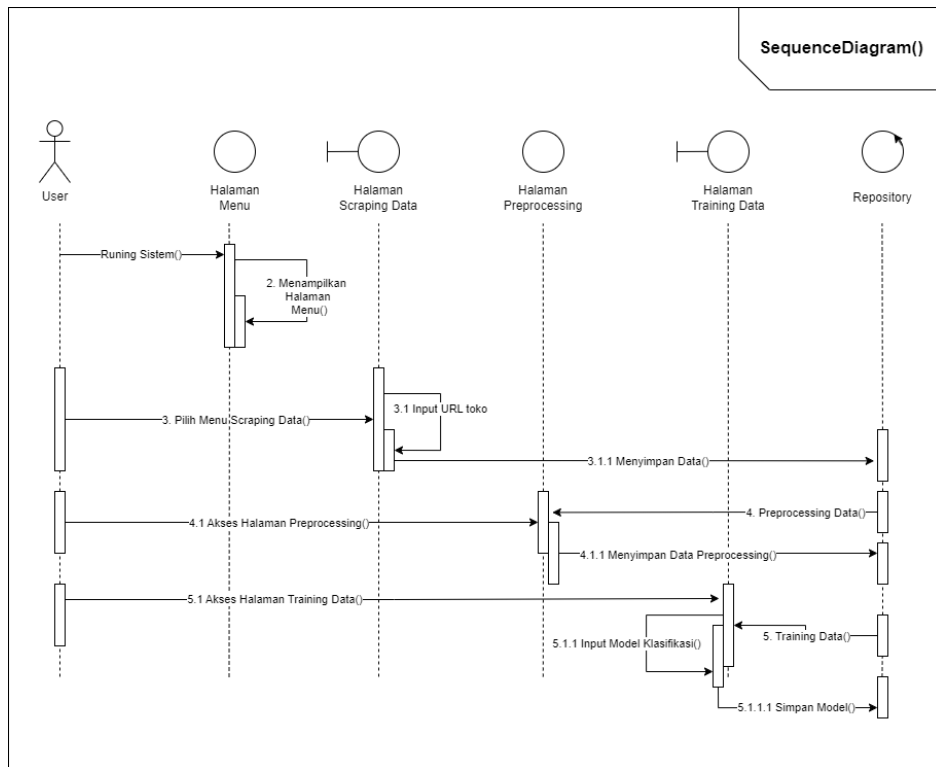 SequenceDiagram()
User
Halaman
Menu
Halaman
Scraping Data
Halaman
Preprocessing
Halaman
Training Data
Repository
Runing Sistem()
2. Menampilkan
Halaman
Menu()
3. Pilih Menu Scraping Data()
3.1 Input URL toko
3.1.1 Menyimpan Data()
4. Preprocessing Data()
4.1 Akses Halaman Preprocessing()
4.1.1 Menyimpan Data Preprocessing()
5.1 Akses Halaman Training Data()
5. Training Data()
5.1.1 Input Model Klasifikasi()
5.1.1.1 Simpan Model()